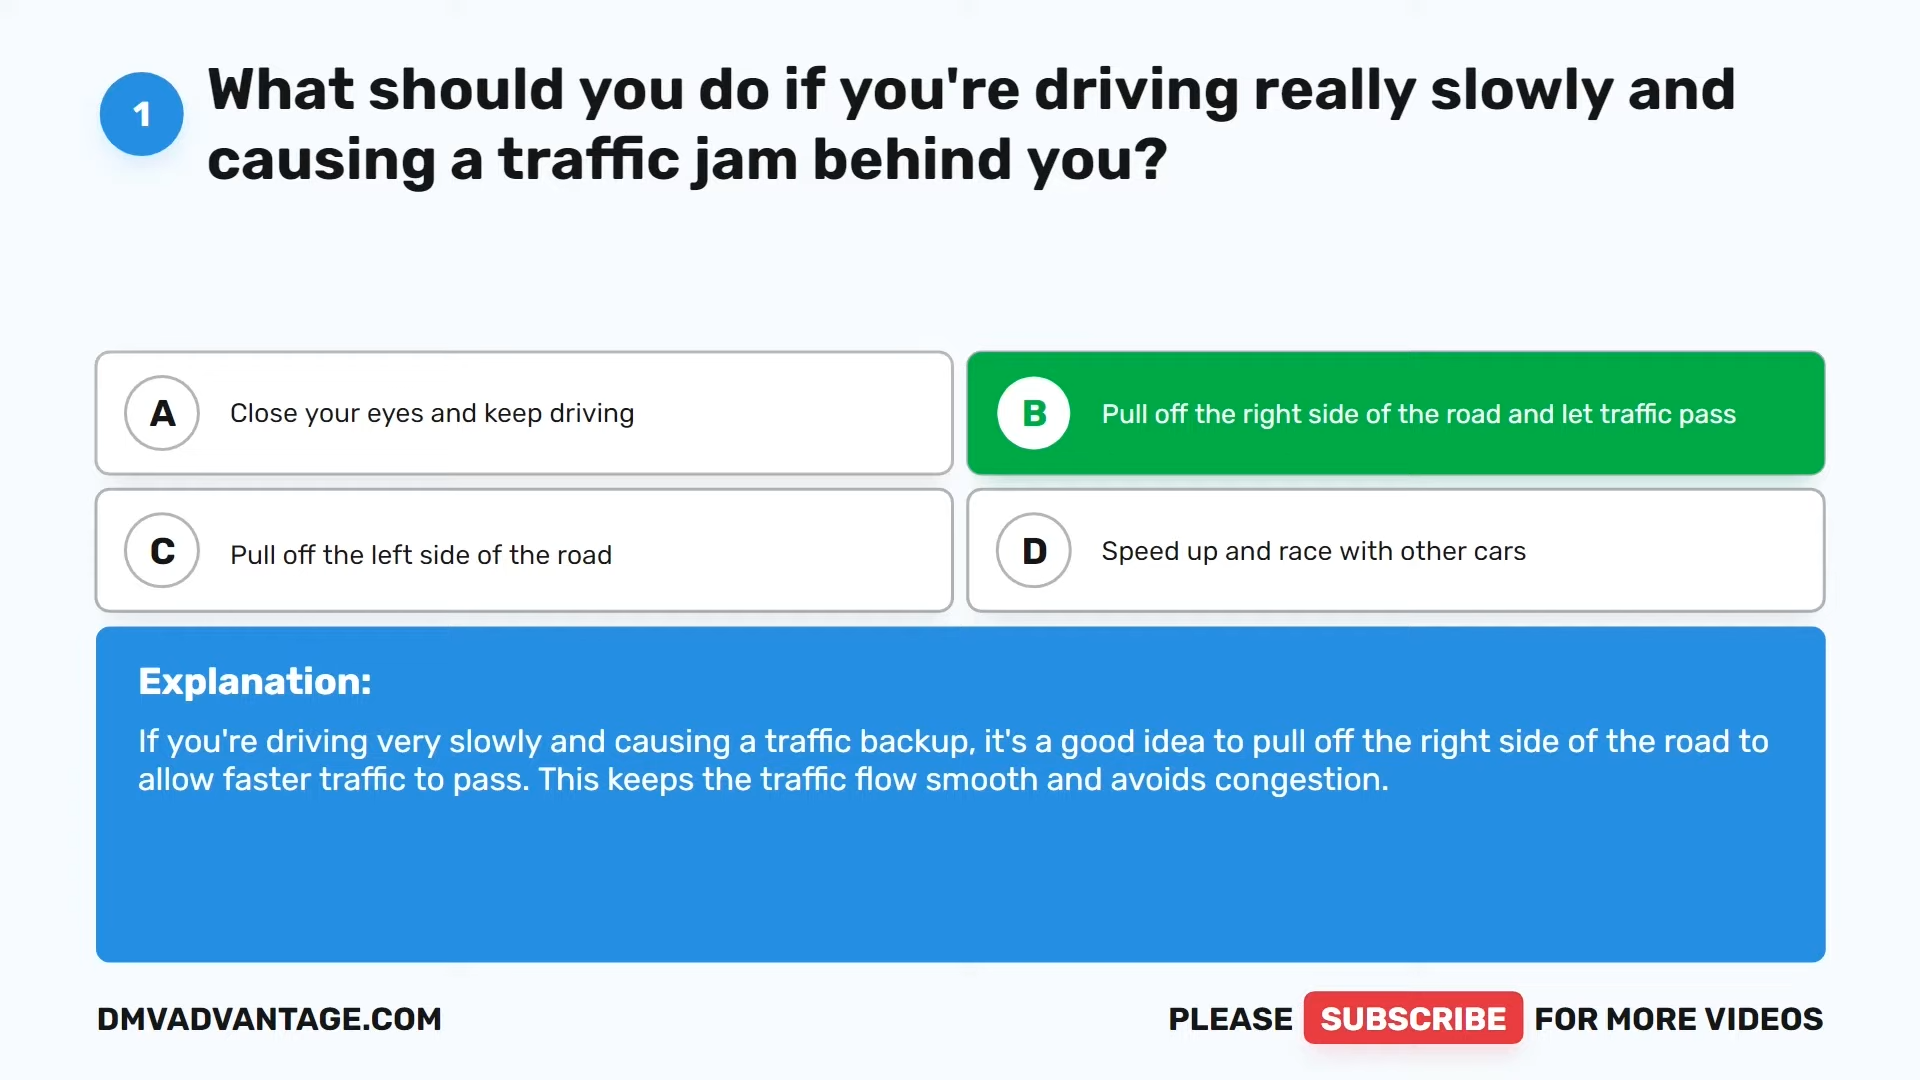 1
What should you do if you're driving really slowly and
causing a traffic jam behind you?
A
Close your eyes and keep driving
B
Pull off the right side of the road and let traffic pass
C
Pull off the left side of the road
D
Speed up and race with other cars
Explanation:
If you're driving very slowly and causing a traffic backup, it's a good idea to pull off the right side of the road to
allow faster traffic to pass. This keeps the traffic flow smooth and avoids congestion.
DMVADVANTAGE.COM
PLEASE SUBSCRIBE FOR MORE VIDEOS